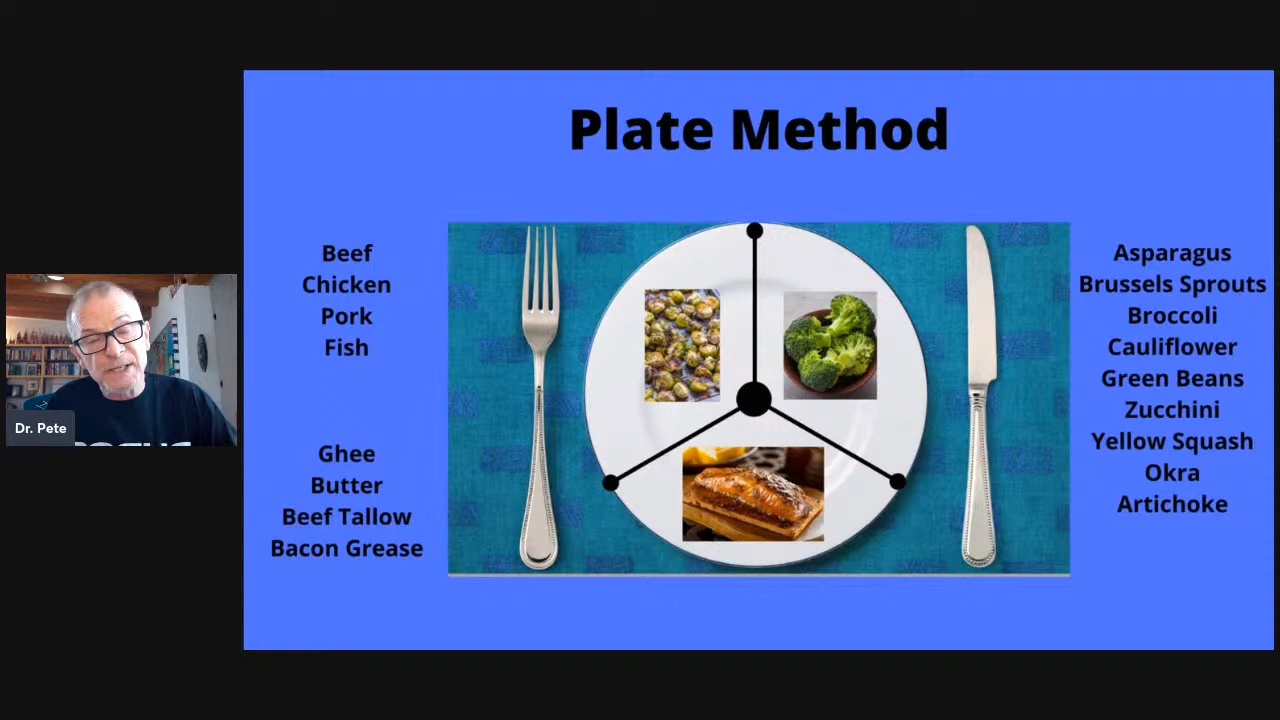 Plate Method
Beef
Chicken
Pork
Fish
Ghee
Butter
Beef Tallow
Bacon Grease
Asparagus
Brussels Sprouts
Broccoli
Cauliflower
Green Beans
Zucchini
Yellow Squash
Okra
Artichoke
Dr. Pete